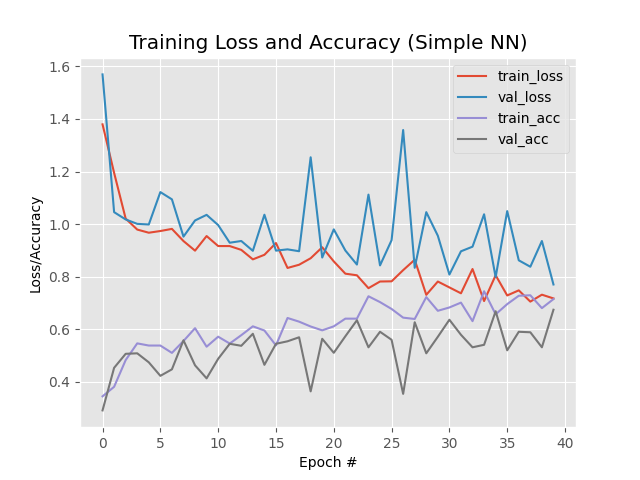 Training Loss and Accuracy (Simple NN)
train_loss
val_loss
train_acc
val_acc
Loss/Accuracy
1.6
1.4
1.2
1.0
0.8
0.6
0.4
0 5 10 15 20 25 30 35 40
Epoch #